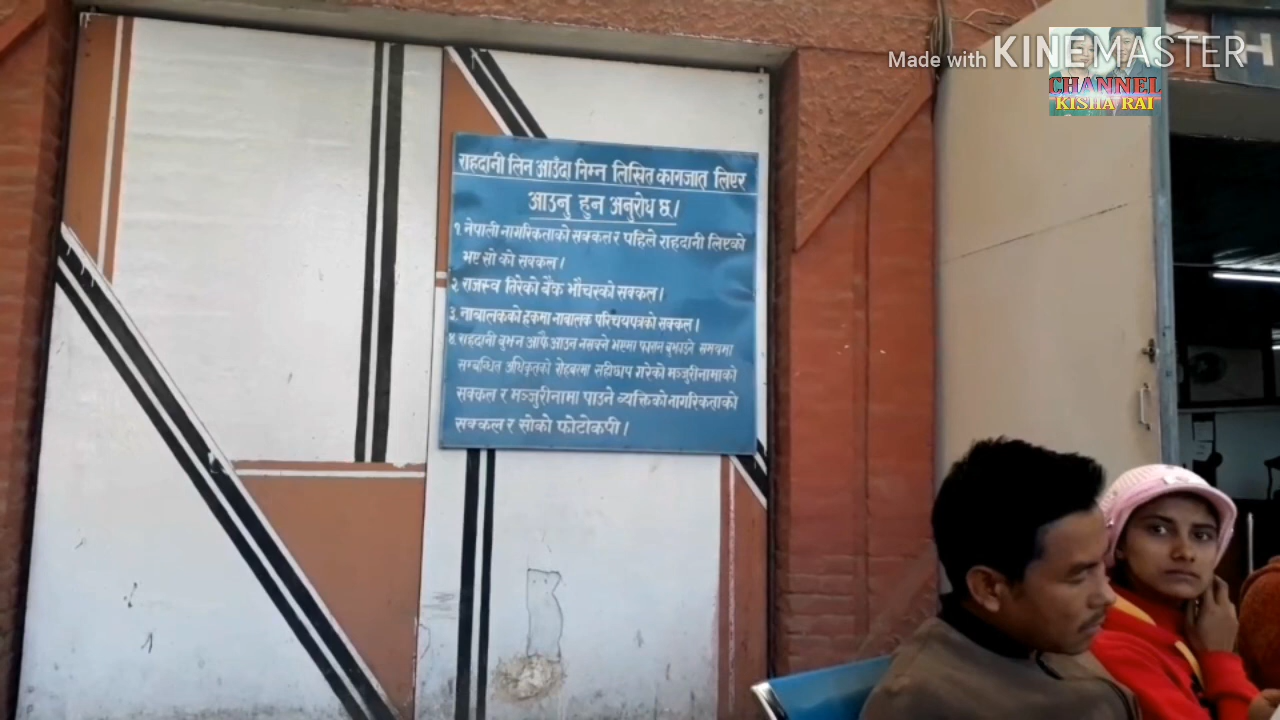 Made with KINEMASTER
CHANNEL
KISHA RAI
H
राहदानी लिन आउँदा निम्न लिखित कागजात लिएर
आउनु हुन अनुरोध छ।
१. नेपाली नागरिकताको सक्कल र पहिले राहदानी लिएको
भए सो को सक्कल।
२. राजस्व तिरेको बैंक भौचरको सक्कल।
३. नाबालकको हकमा नाबालक परिचयपत्रको सक्कल।
४. राहदानी बुझ्न आफै आउन नसक्ने भएमा फाराम बुझाउने समयमा
सम्बन्धित अधिकृतको रोहबरमा सहीछाप गरेको मञ्जुरीनामाको
सक्कल र मञ्जुरीनामा पाउने व्यक्तिको नागरिकताको
सक्कल र सोको फोटोकपी।